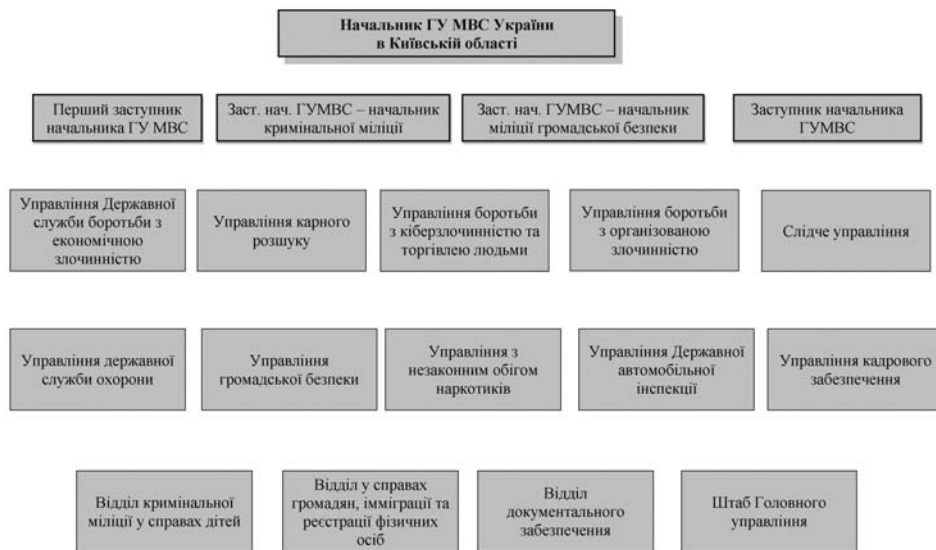 Начальник ГУ МВС України
в Київській області
Перший заступник
начальника ГУ МВС
Заст. нач. ГУМВС – начальник
кримінальної міліції
Заст. нач. ГУМВС – начальник
міліції громадської безпеки
Заступник начальника
ГУМВС
Управління Державної
служби боротьби з
економічною
злочинністю
Управління карного
розшуку
Управління боротьби
з кіберзлочинністю та
торгівлею людьми
Управління боротьби
з організованою
злочинністю
Слідче управління
Управління державної
служби охорони
Управління
громадської безпеки
Управління з
незаконним обігом
наркотиків
Управління Державної
автомобільної
інспекції
Управління кадрового
забезпечення
Відділ кримінальної
міліції у справах дітей
Відділ у справах
громадян, імміграції та
реєстрації фізичних
осіб
Відділ
документального
забезпечення
Штаб Головного
управління